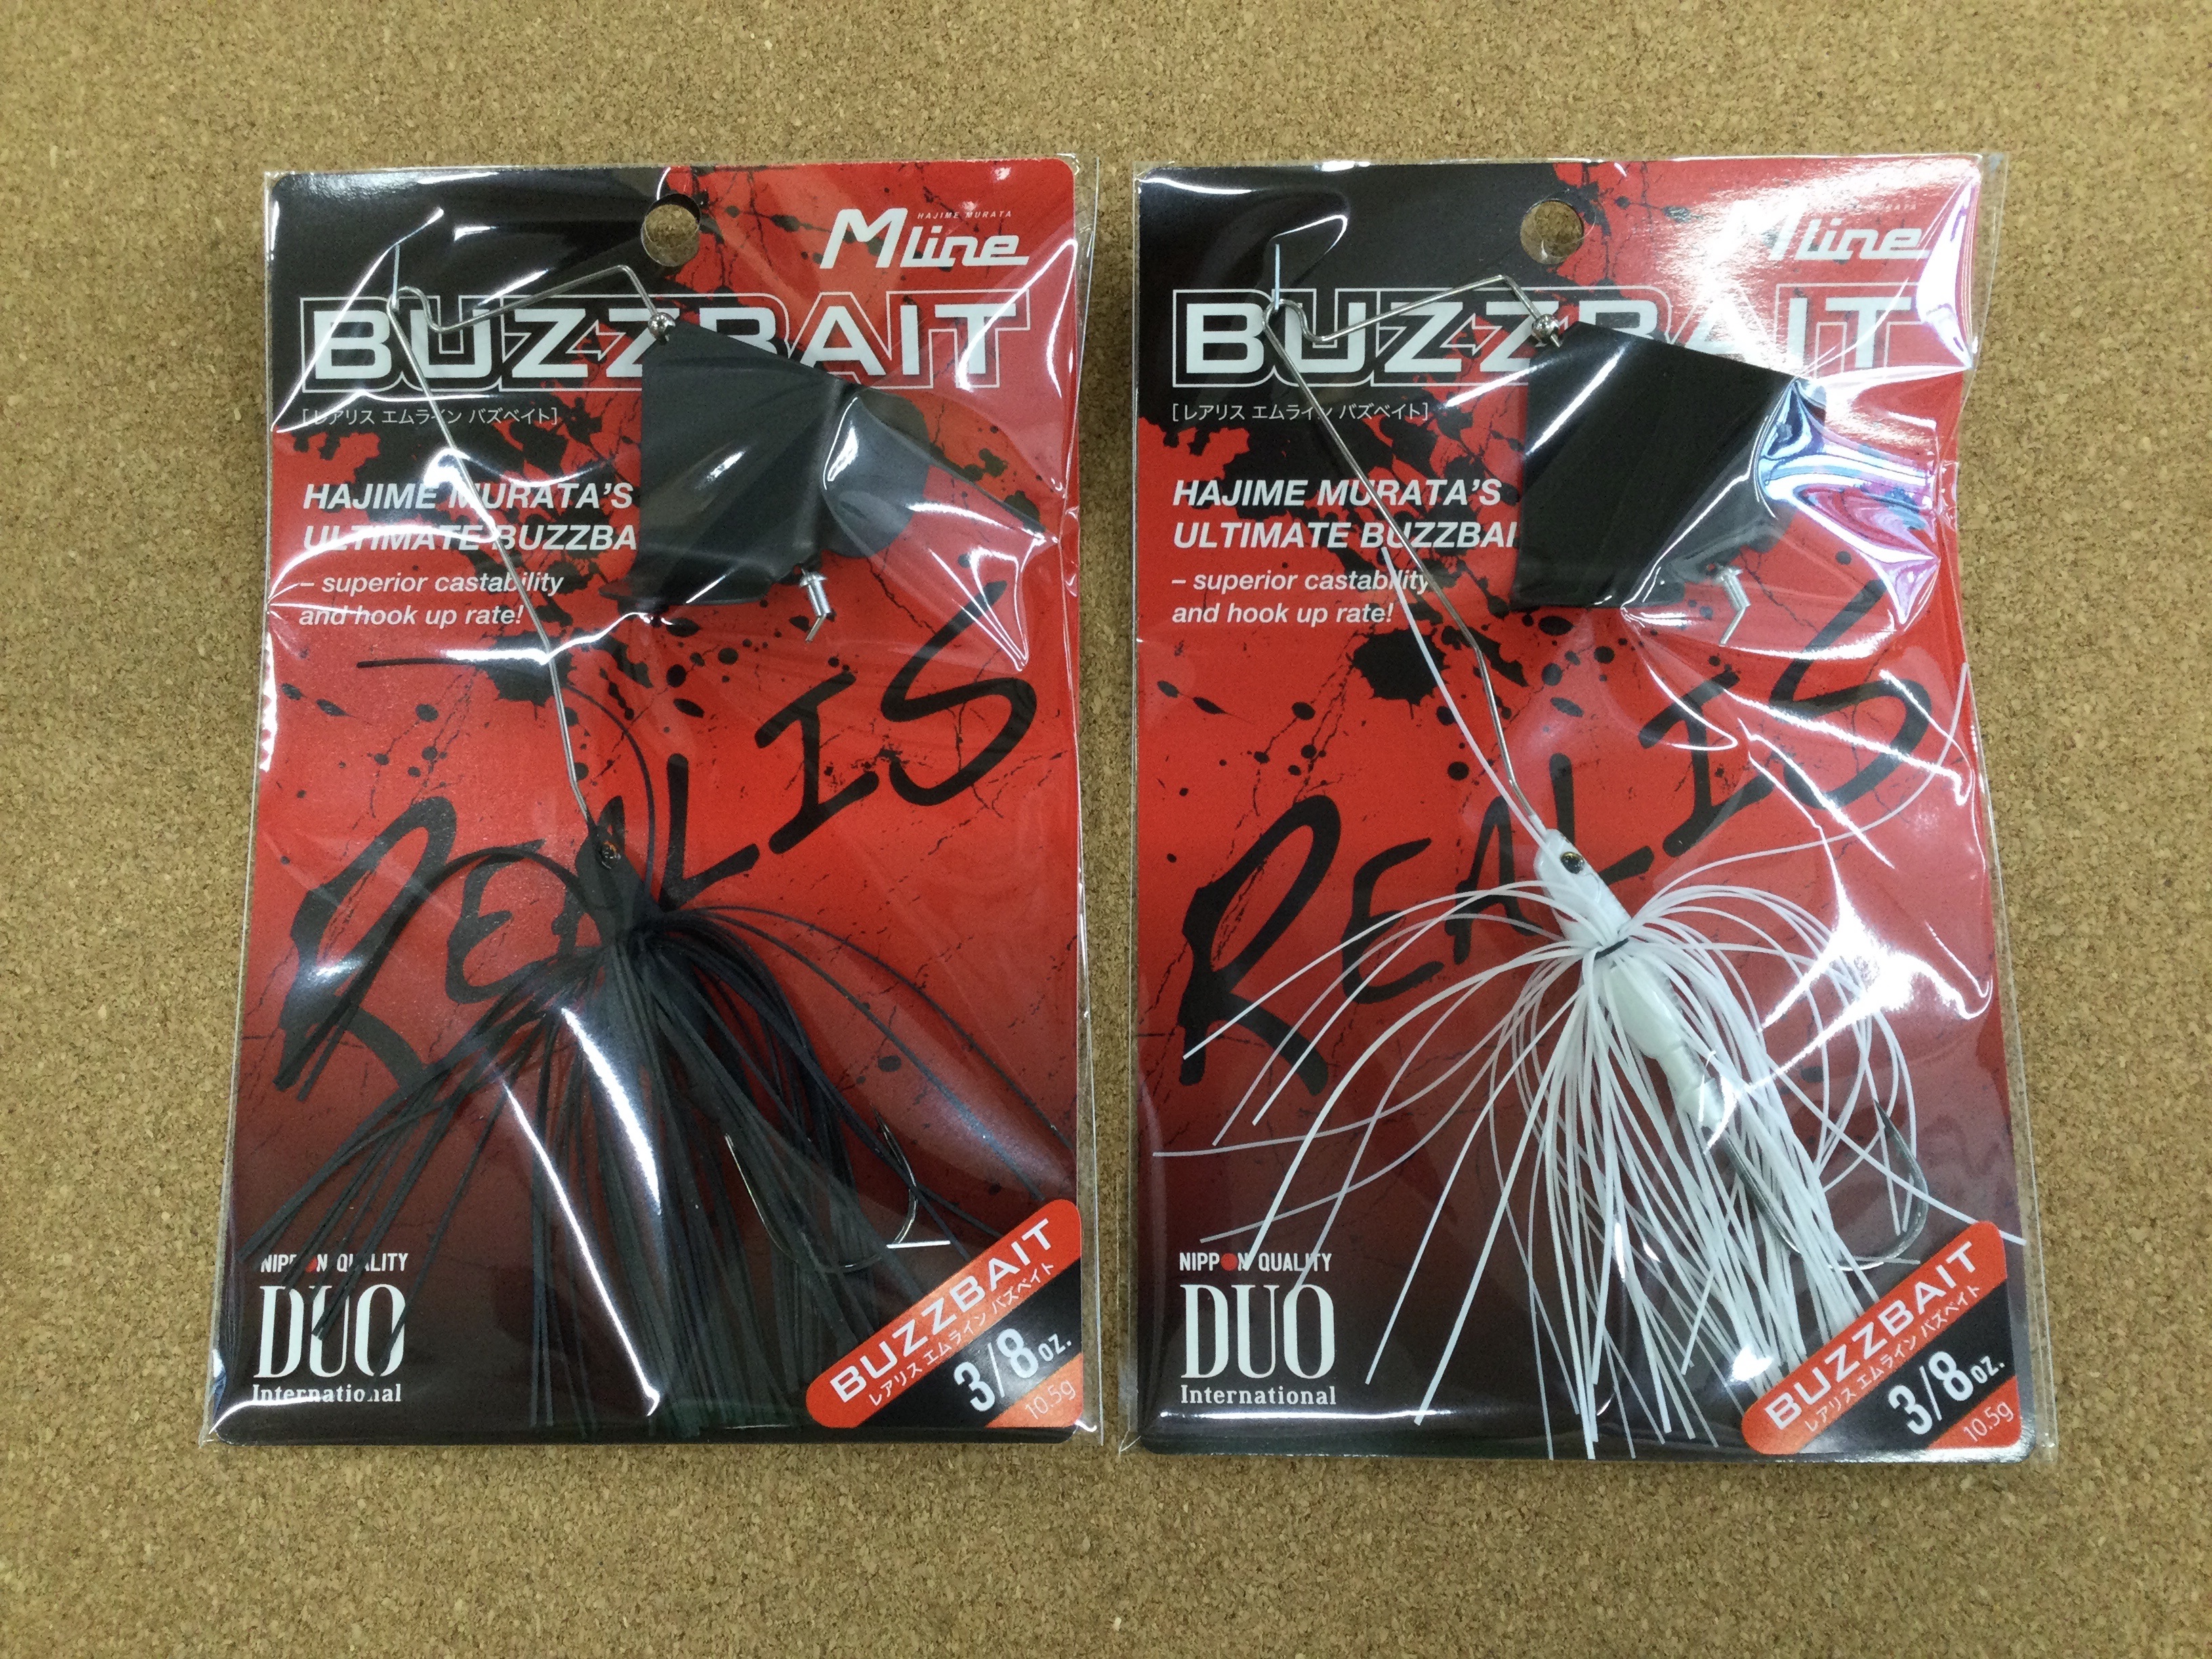 HAJIME MURATA
M Line
BUZZBAIT
[レアリス エムライン バズベイト]
HAJIME MURATA'S
ULTIMATE BUZZBA
– superior castability
and hook up rate!
REALIS
NIPPON QUALITY
DUO
International
BUZZBAIT
レアリス エムライン バズベイト
3/8 oz.
10.5g
M Line
BUZZBAIT
[レアリス エムライン バズベイト]
HAJIME MURATA'S
ULTIMATE BUZZBAI
– superior castability
and hook up rate!
REALIS
NIPPON QUALITY
DUO
International
BUZZBAIT
レアリス エムライン バズベイト
3/8 oz.
10.5g